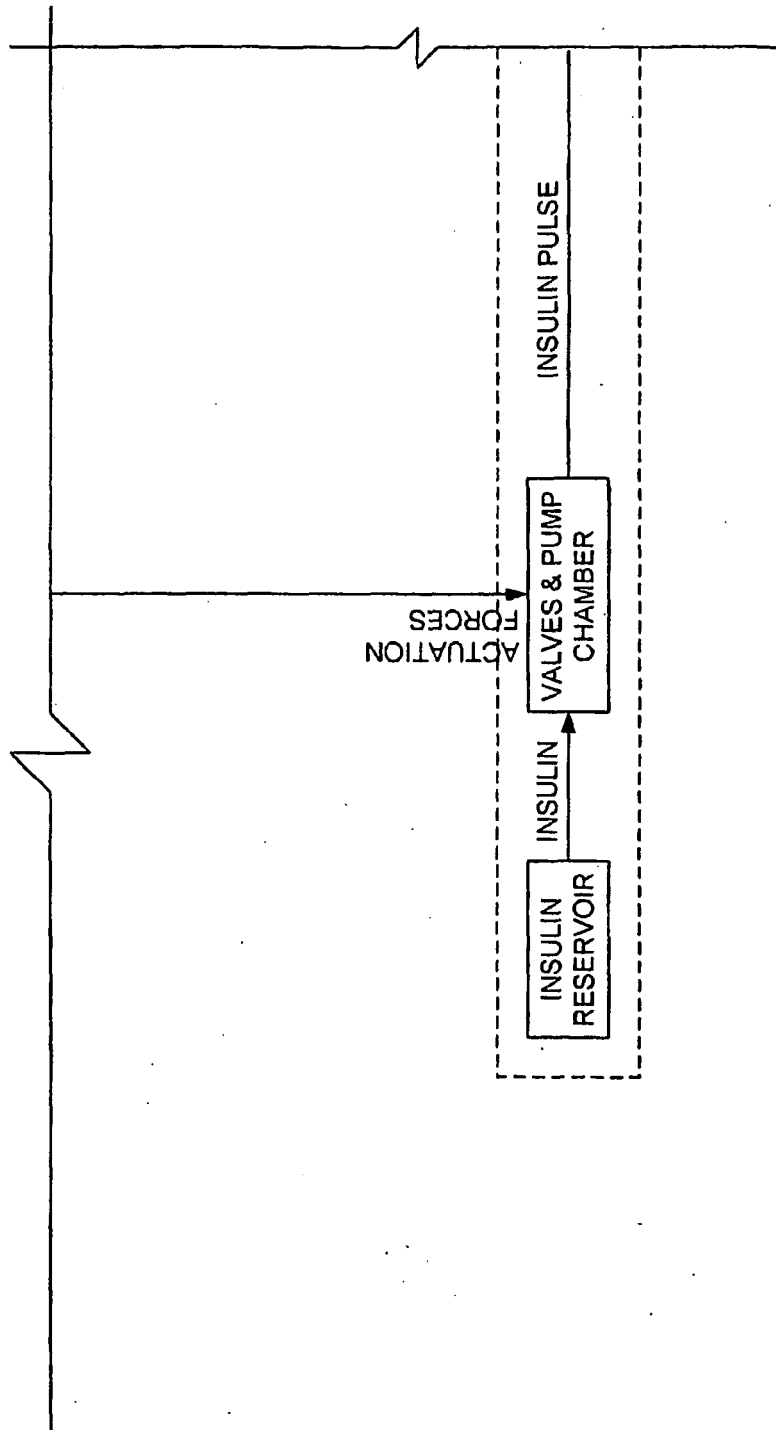 ACTUATION
FORCES
INSULIN
RESERVOIR
INSULIN
VALVES & PUMP
CHAMBER
INSULIN PULSE